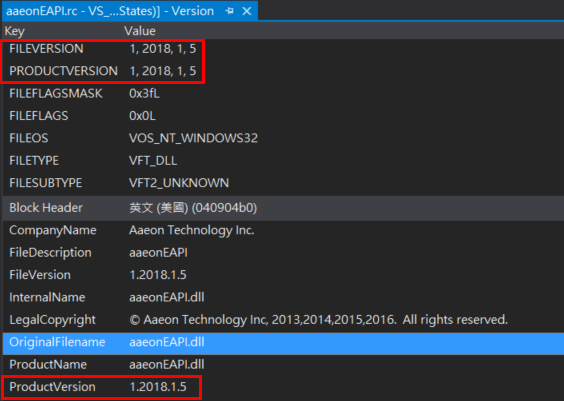 aaeonEAPI.rc - VS_...States)] - Version
Key Value
FILEVERSION 1, 2018, 1, 5
PRODUCTVERSION 1, 2018, 1, 5
FILEFLAGSMASK 0x3fL
FILEFLAGS 0x0L
FILEOS VOS_NT_WINDOWS32
FILETYPE VFT_DLL
FILESUBTYPE VFT2_UNKNOWN
Block Header 英文 (美國) (040904b0)
CompanyName Aaeon Technology Inc.
FileDescription aaeonEAPI
FileVersion 1.2018.1.5
InternalName aaeonEAPI.dll
LegalCopyright © Aaeon Technology Inc, 2013,2014,2015,2016. All rights reserved.
OriginalFilename aaeonEAPI.dll
ProductName aaeonEAPI.dll
ProductVersion 1.2018.1.5